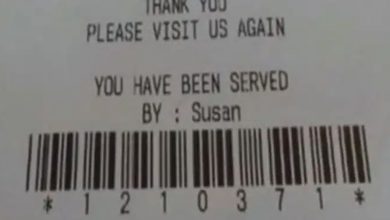 THANK YOU
PLEASE VISIT US AGAIN
YOU HAVE BEEN SERVED
BY : Susan
*1210371*